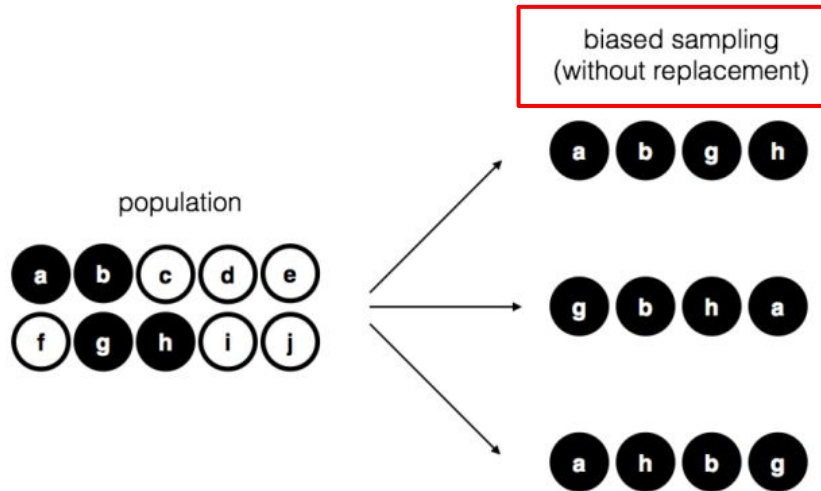 biased sampling
(without replacement)
a b g h
population
a b c d e
f g h i j
g b h a
a h b g